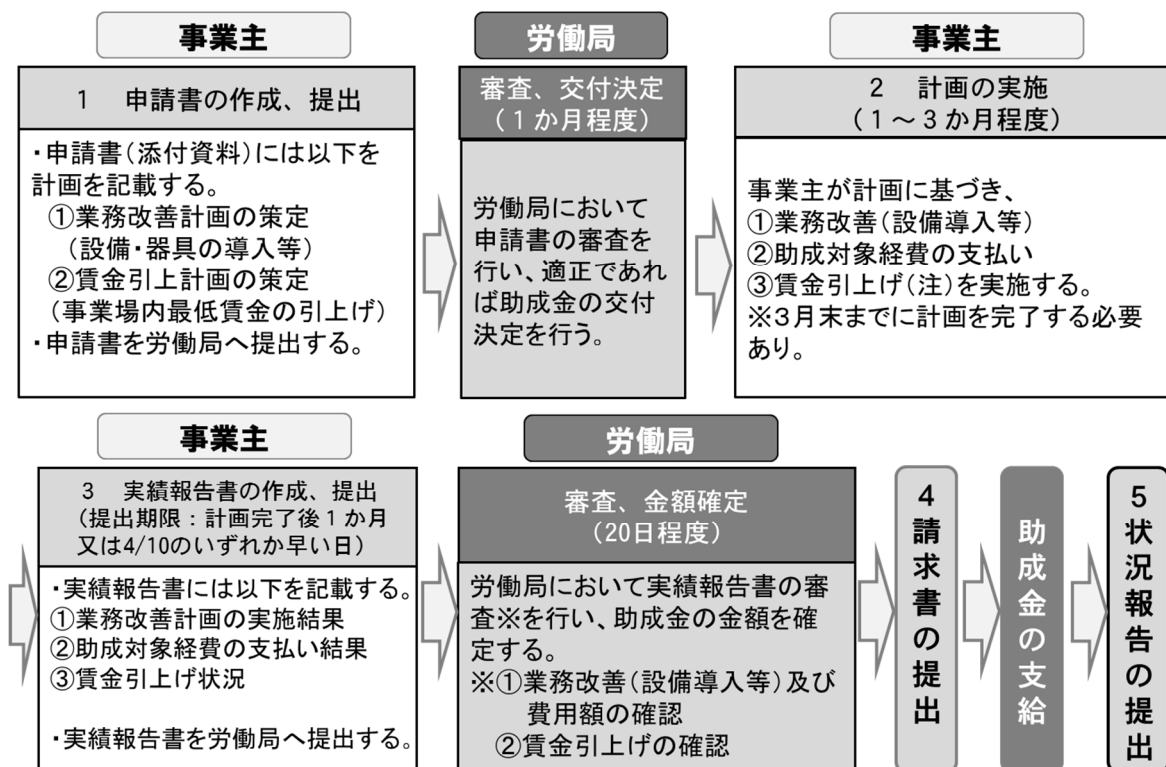 事業主
1 申請書の作成、提出
・申請書(添付資料)には以下を
計画を記載する。
①業務改善計画の策定
(設備・器具の導入等)
②賃金引上計画の策定
(事業場内最低賃金の引上げ)
・申請書を労働局へ提出する。
労働局
審査、交付決定
(1か月程度)
労働局において
申請書の審査を
行い、適正であれ
ば助成金の交付
決定を行う。
事業主
2 計画の実施
(1～3か月程度)
事業主が計画に基づき、
①業務改善(設備導入等)
②助成対象経費の支払い
③賃金引上げ(注)を実施する。
※3月末までに計画を完了する必要
あり。
事業主
3 実績報告書の作成、提出
(提出期限：計画完了後1か月
又は4/10のいずれか早い日)
・実績報告書には以下を記載する。
①業務改善計画の実施結果
②助成対象経費の支払い結果
③賃金引上げ状況
・実績報告書を労働局へ提出する。
労働局
審査、金額確定
(20日程度)
労働局において実績報告書の審
査※を行い、助成金の金額を確
定する。
※①業務改善(設備導入等)及び
費用額の確認
②賃金引上げの確認
4請求書の提出
助成金の支給
5状況報告の提出